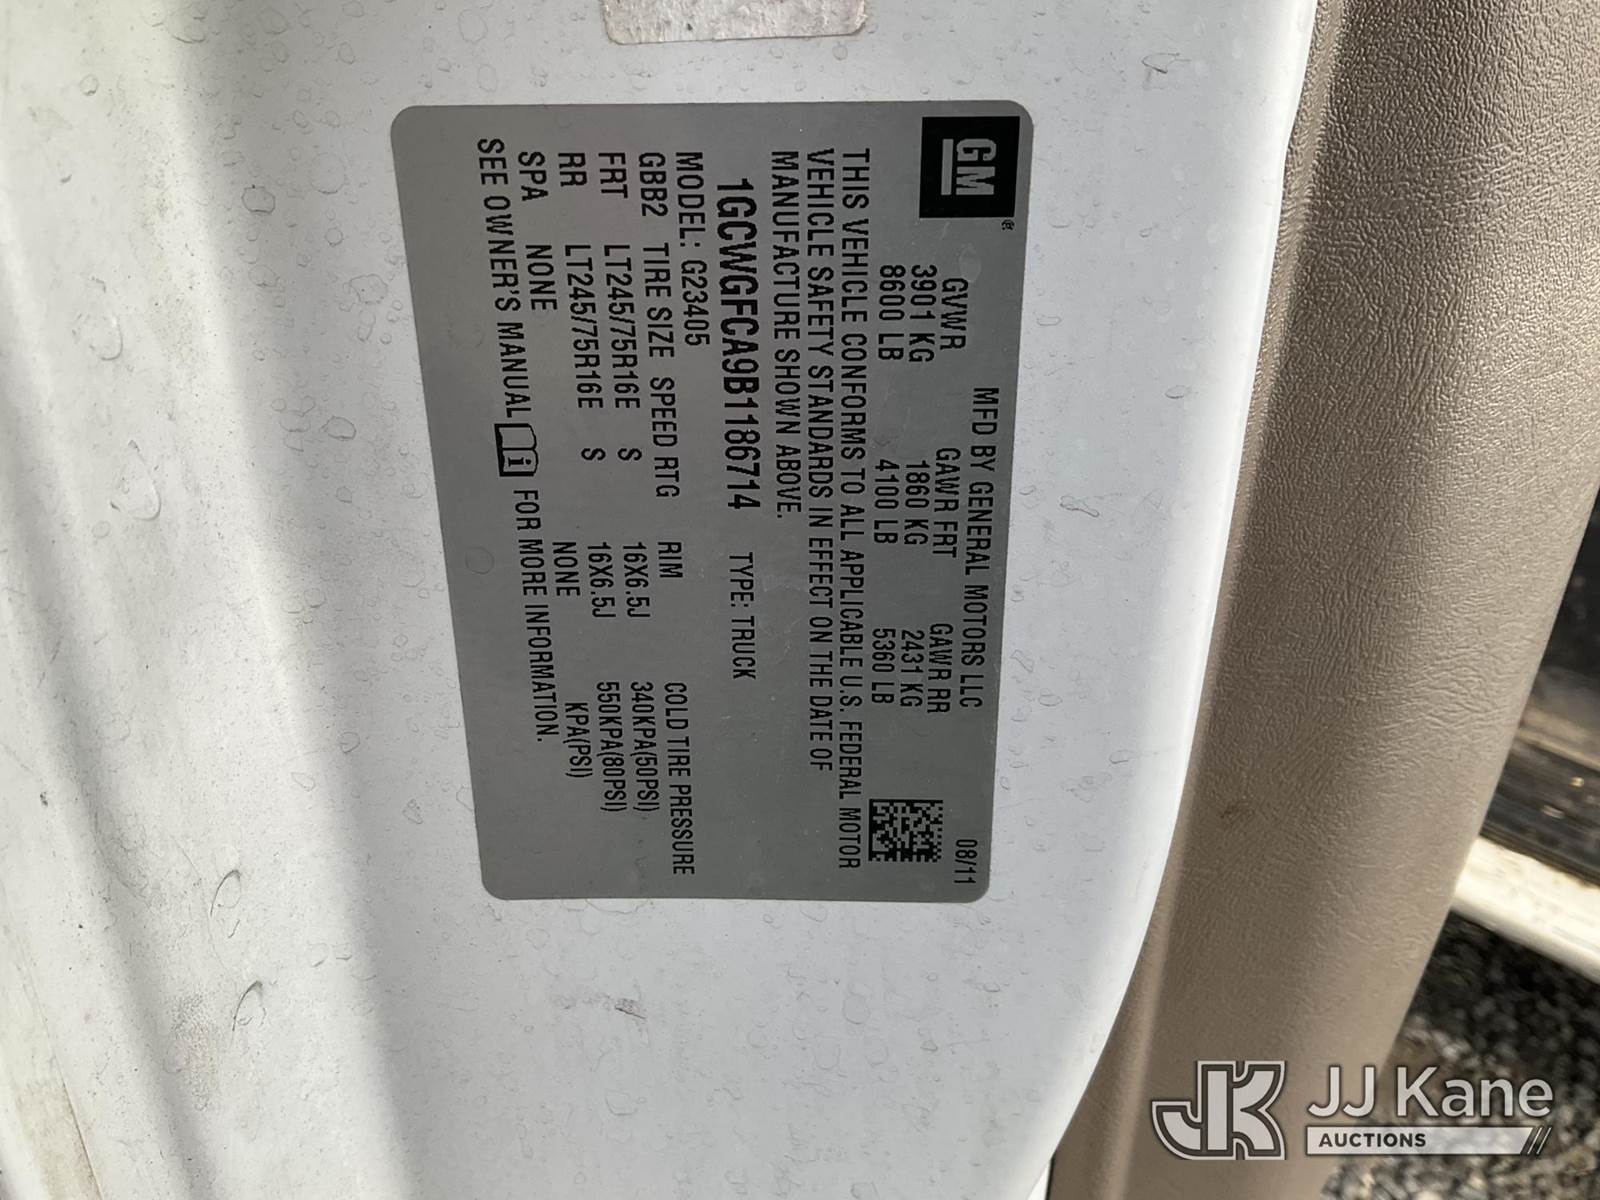 MFD BY GENERAL MOTORS LLC 08/11
GM®
GVWR GAWR FRT GAWR RR
3901 KG 1860 KG 2431 KG
8600 LB 4100 LB 5360 LB
THIS VEHICLE CONFORMS TO ALL APPLICABLE U.S. FEDERAL MOTOR
VEHICLE SAFETY STANDARDS IN EFFECT ON THE DATE OF
MANUFACTURE SHOWN ABOVE.
1GCWGFCA9B1186714 TYPE: TRUCK
MODEL: G23405
GBB2 TIRE SIZE SPEED RTG RIM COLD TIRE PRESSURE
FRT LT245/75R16E S 16X6.5J 340KPA(50PSI)
RR LT245/75R16E S 16X6.5J 550KPA(80PSI)
SPA NONE NONE KPA(PSI)
SEE OWNER'S MANUAL i FOR MORE INFORMATION.
JK JJ Kane
AUCTIONS